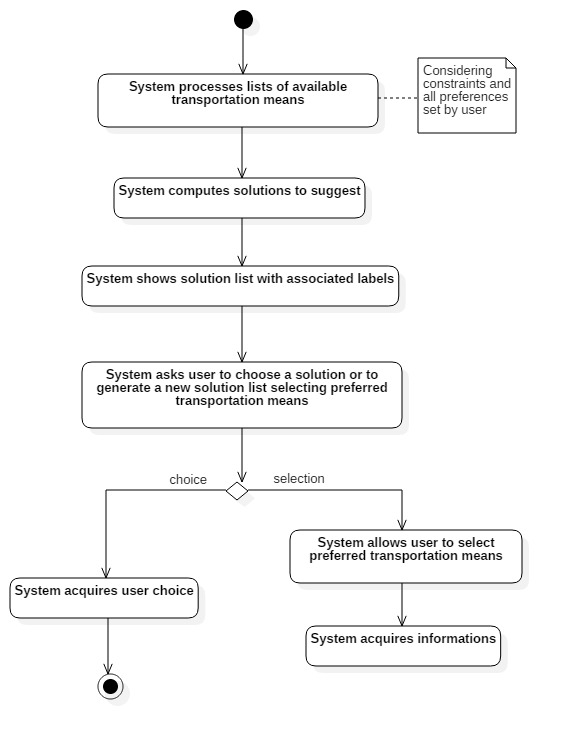 System processes lists of available
transportation means
Considering
constraints and
all preferences
set by user
System computes solutions to suggest
System shows solution list with associated labels
System asks user to choose a solution or to
generate a new solution list selecting preferred
transportation means
choice
selection
System allows user to select
preferred transportation means
System acquires user choice
System acquires informations